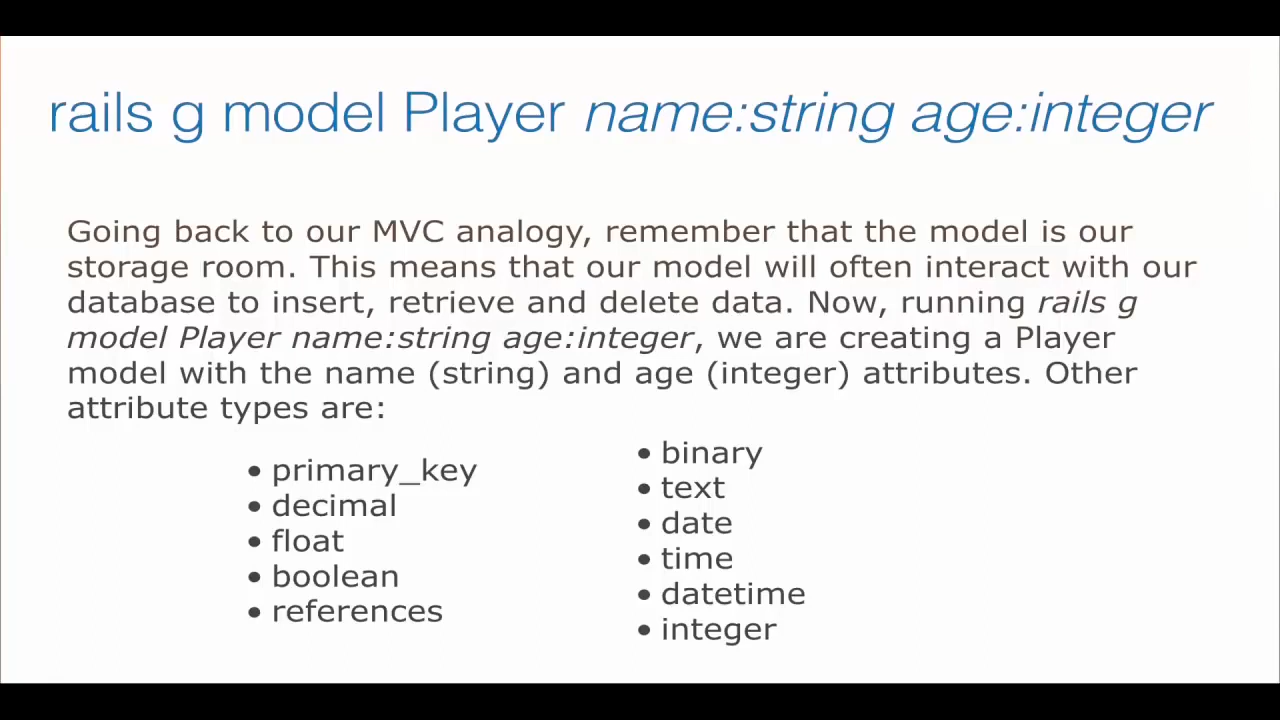 rails g model Player name:string age:integer
Going back to our MVC analogy, remember that the model is our
storage room. This means that our model will often interact with our
database to insert, retrieve and delete data. Now, running rails g
model Player name:string age:integer, we are creating a Player
model with the name (string) and age (integer) attributes. Other
attribute types are:
• primary_key
• decimal
• float
• boolean
• references
• binary
• text
• date
• time
• datetime
• integer